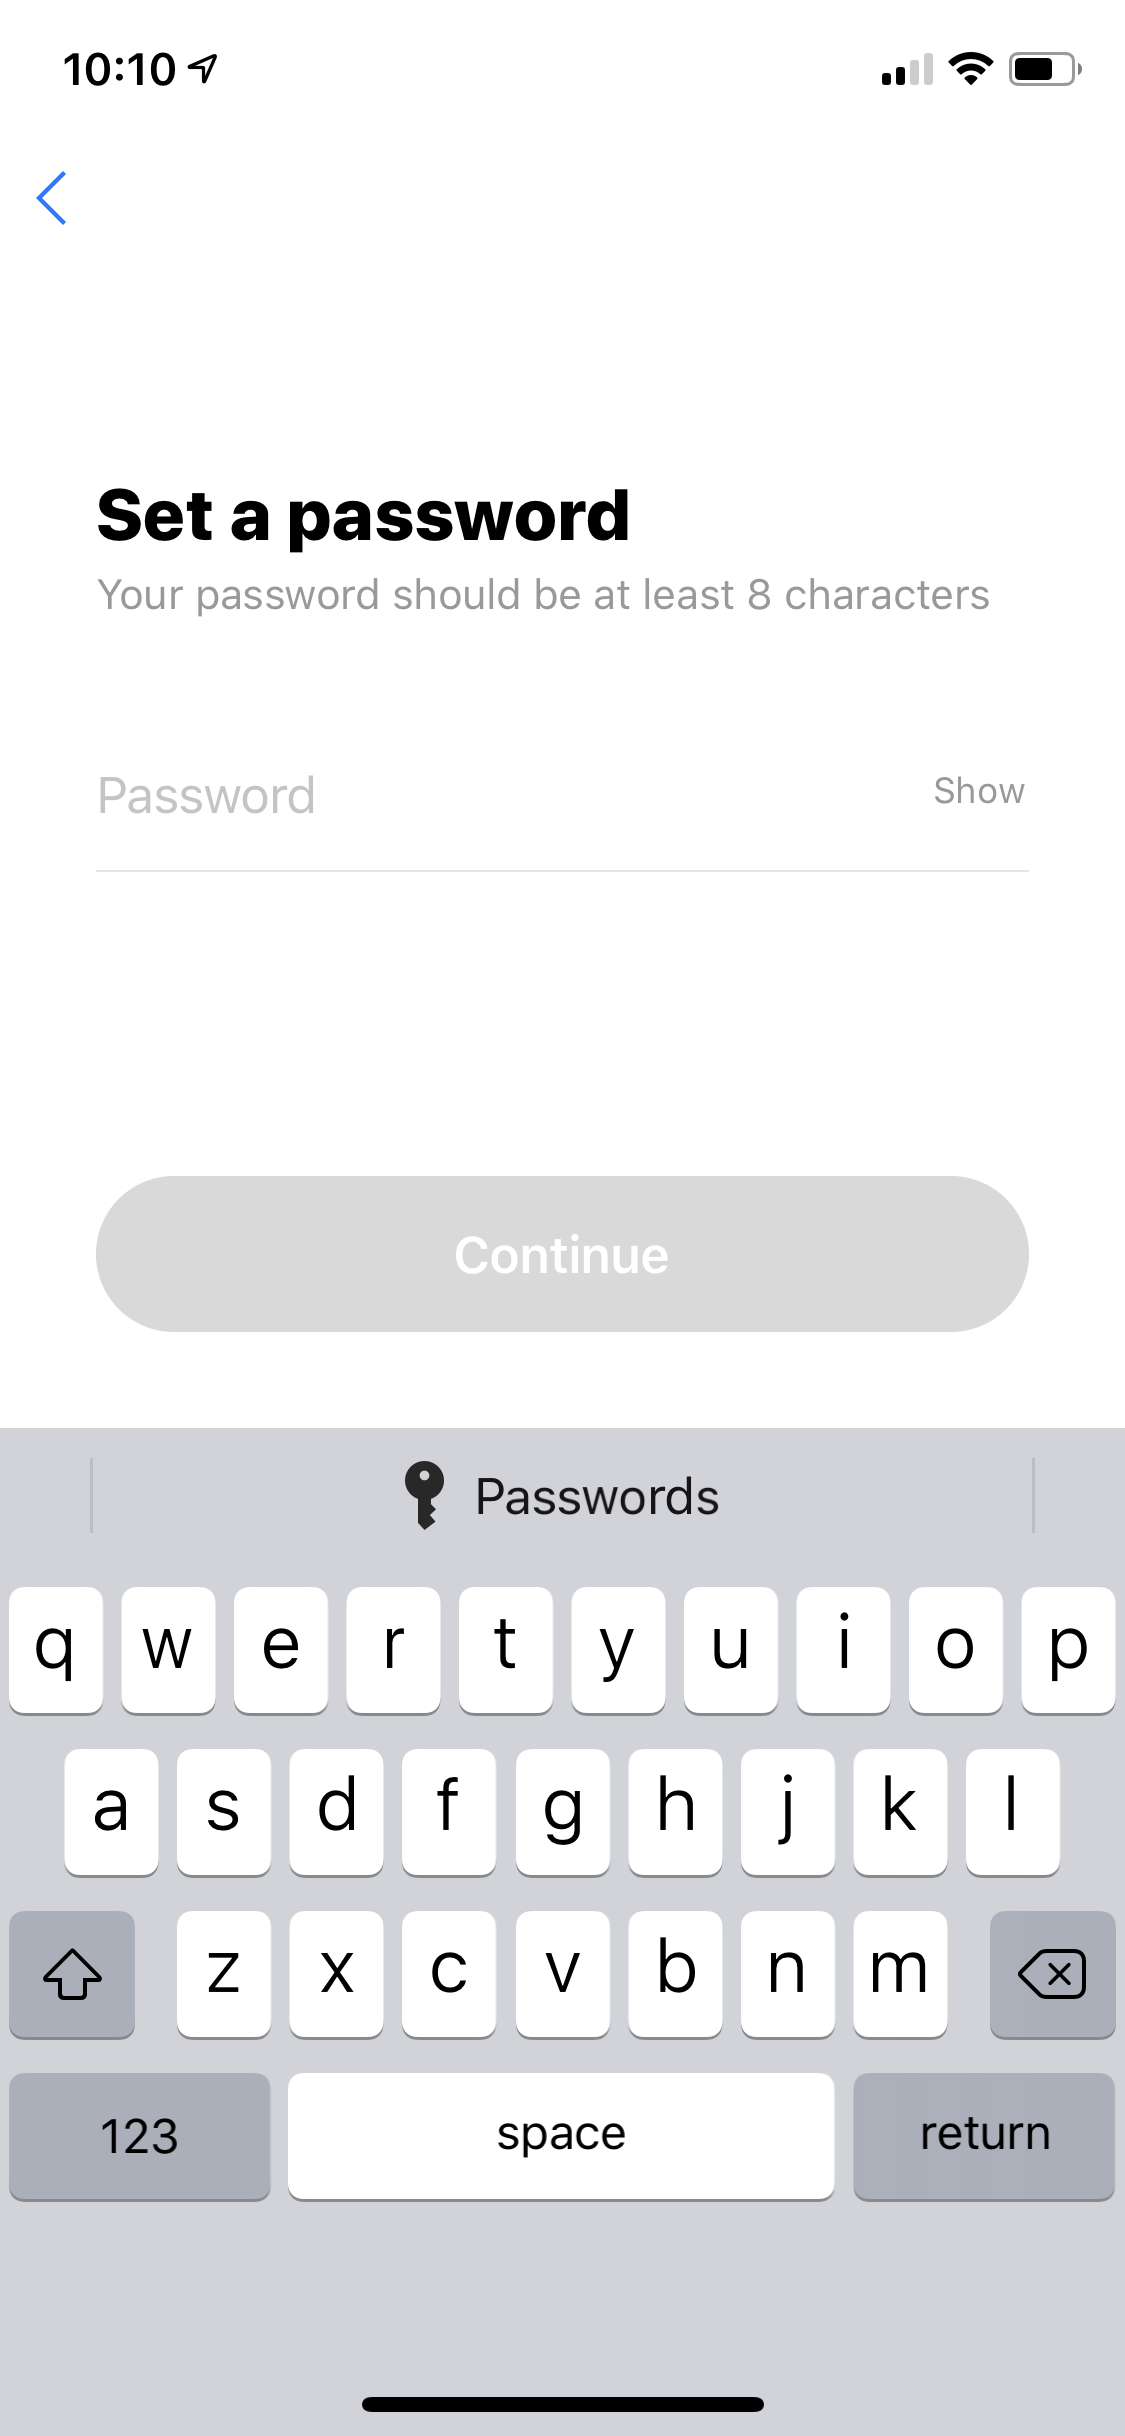 10:10
Set a password
Your password should be at least 8 characters
Password Show
Continue
Passwords
q w e r t y u i o p
a s d f g h j k l
z x c v b n m
123 space return